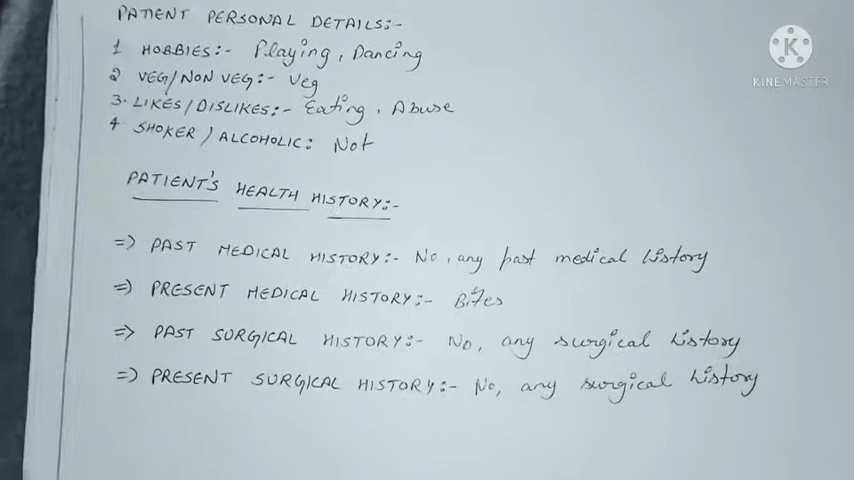 PATIENT PERSONAL DETAILS:-
1 HOBBIES:- Playing, Dancing
2 VEG/NON VEG:- Veg
3. LIKES/DISLIKES:- Eating, Abuse
4 SHOKER / ALCOHOLIC: Not
PATIENT'S HEALTH HISTORY:-
=> PAST MEDICAL HISTORY:- No, any past medical history
=> PRESENT MEDICAL HISTORY:- Bites
=> PAST SURGICAL HISTORY:- No, any surgical history
=> PRESENT SURGICAL HISTORY:- No, any surgical history
K
KINEMASTER